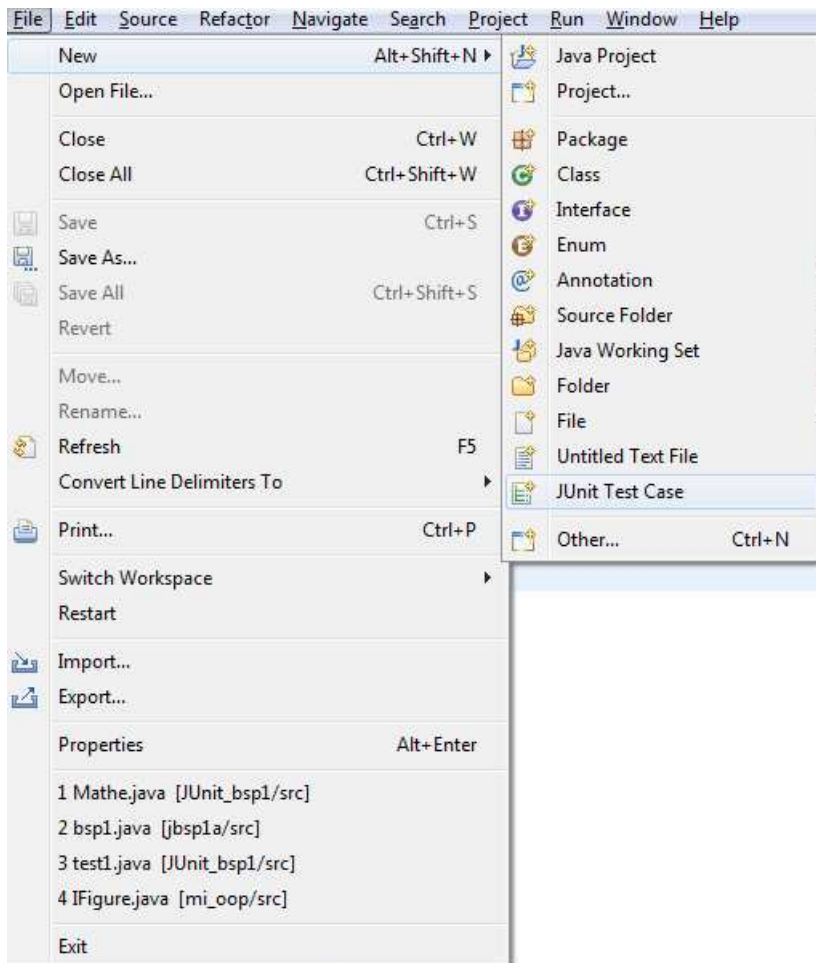 File Edit Source Refactor Navigate Search Project Run Window Help
New Alt+Shift+N
Open File...
Close Ctrl+W
Close All Ctrl+Shift+W
Save Ctrl+S
Save As...
Save All Ctrl+Shift+S
Revert
Move...
Rename...
Refresh F5
Convert Line Delimiters To
Print... Ctrl+P
Switch Workspace
Restart
Import...
Export...
Properties Alt+Enter
1 Mathe.java [JUnit_bsp1/src]
2 bsp1.java [jbsp1a/src]
3 test1.java [JUnit_bsp1/src]
4 IFigure.java [mi_oop/src]
Exit
Java Project
Project...
Package
Class
Interface
Enum
Annotation
Source Folder
Java Working Set
Folder
File
Untitled Text File
JUnit Test Case
Other... Ctrl+N